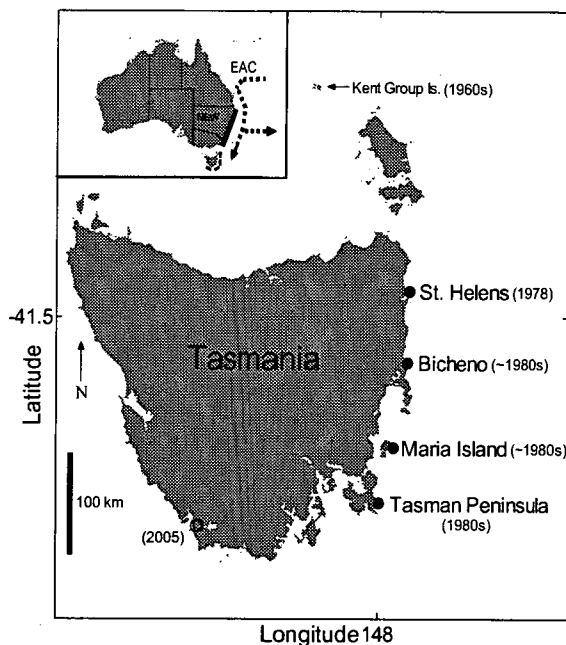 EAC
Kent Group Is. (1960s)
NSW
St. Helens (1978)
-41.5
Tasmania
Bicheno (~1980s)
Latitude
N
Maria Island (~1980s)
100 km
Tasman Peninsula
(1980s)
(2005)
Longitude 148